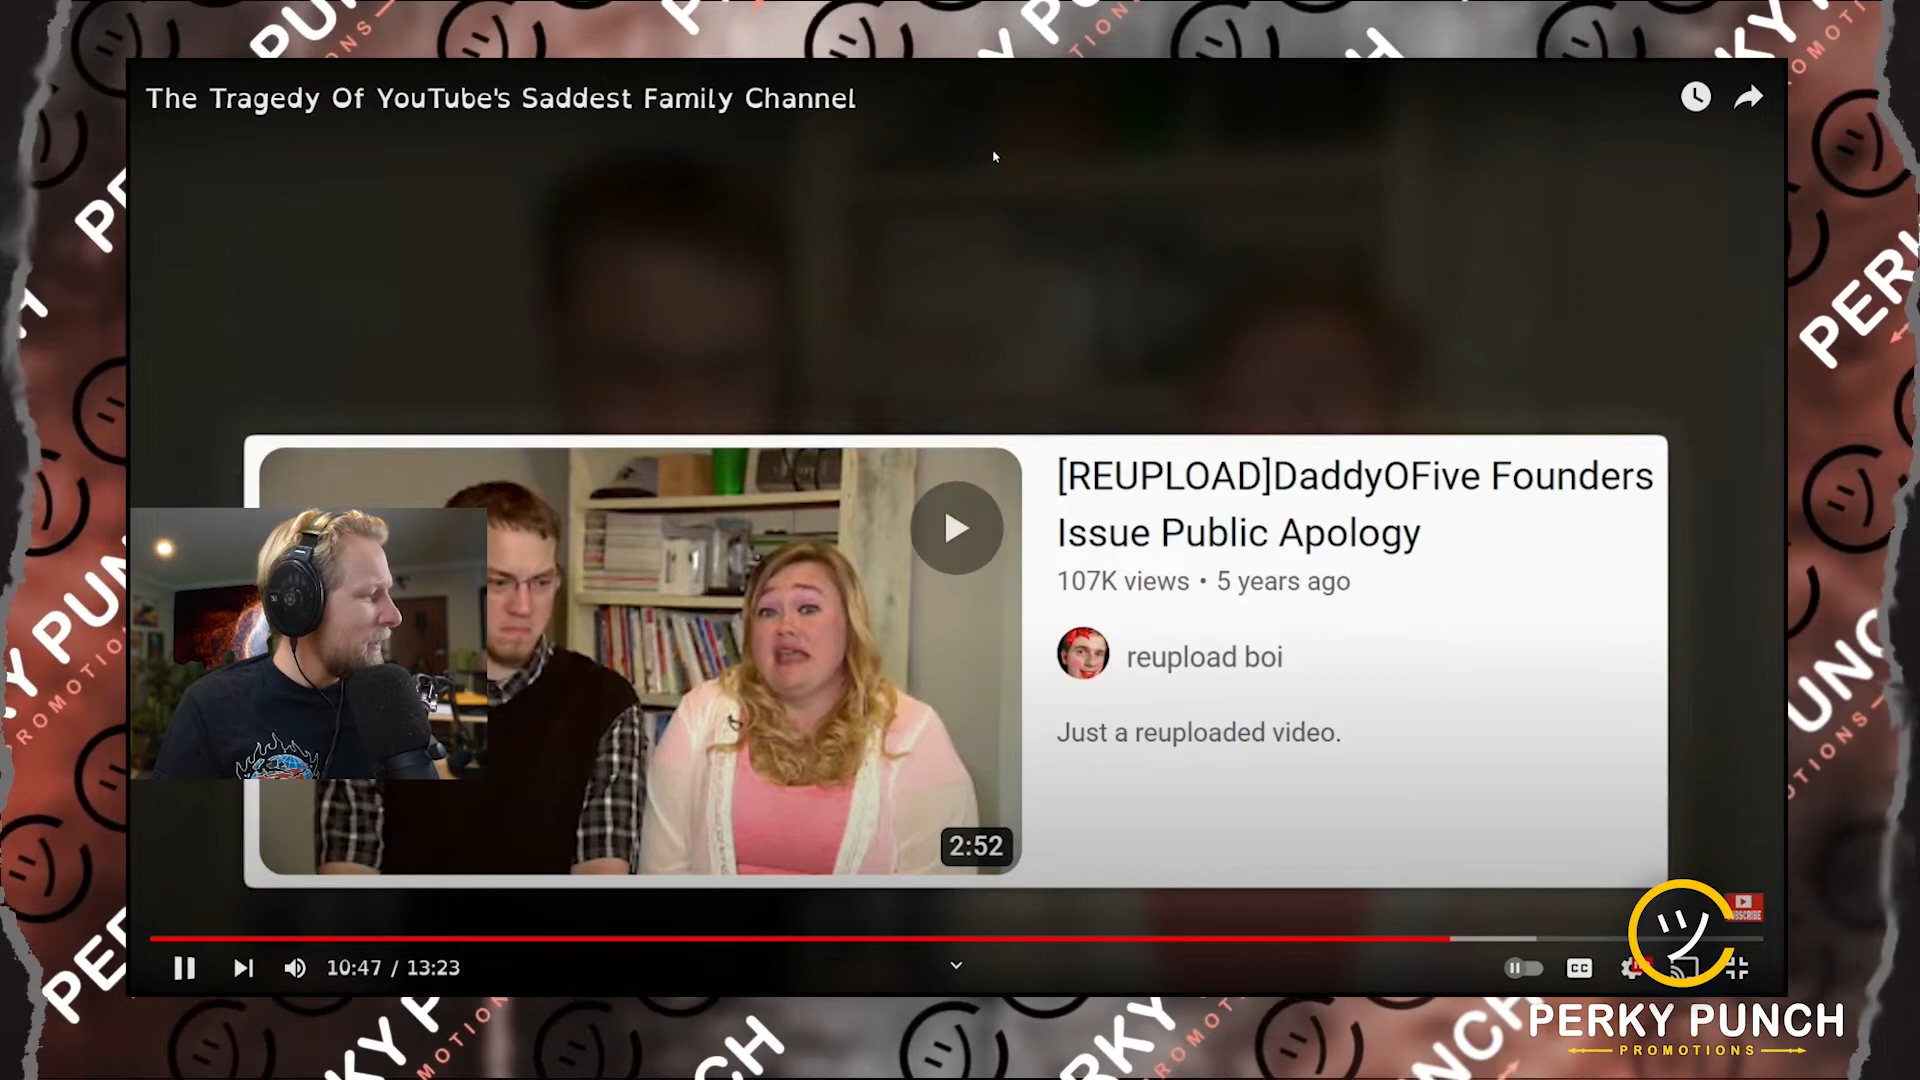 The Tragedy Of YouTube's Saddest Family Channel
[REUPLOAD]DaddyOFive Founders
Issue Public Apology
107K views • 5 years ago
reupload boi
Just a reuploaded video.
2:52
10:47 / 13:23
CC
PERKY PUNCH
PROMOTIONS